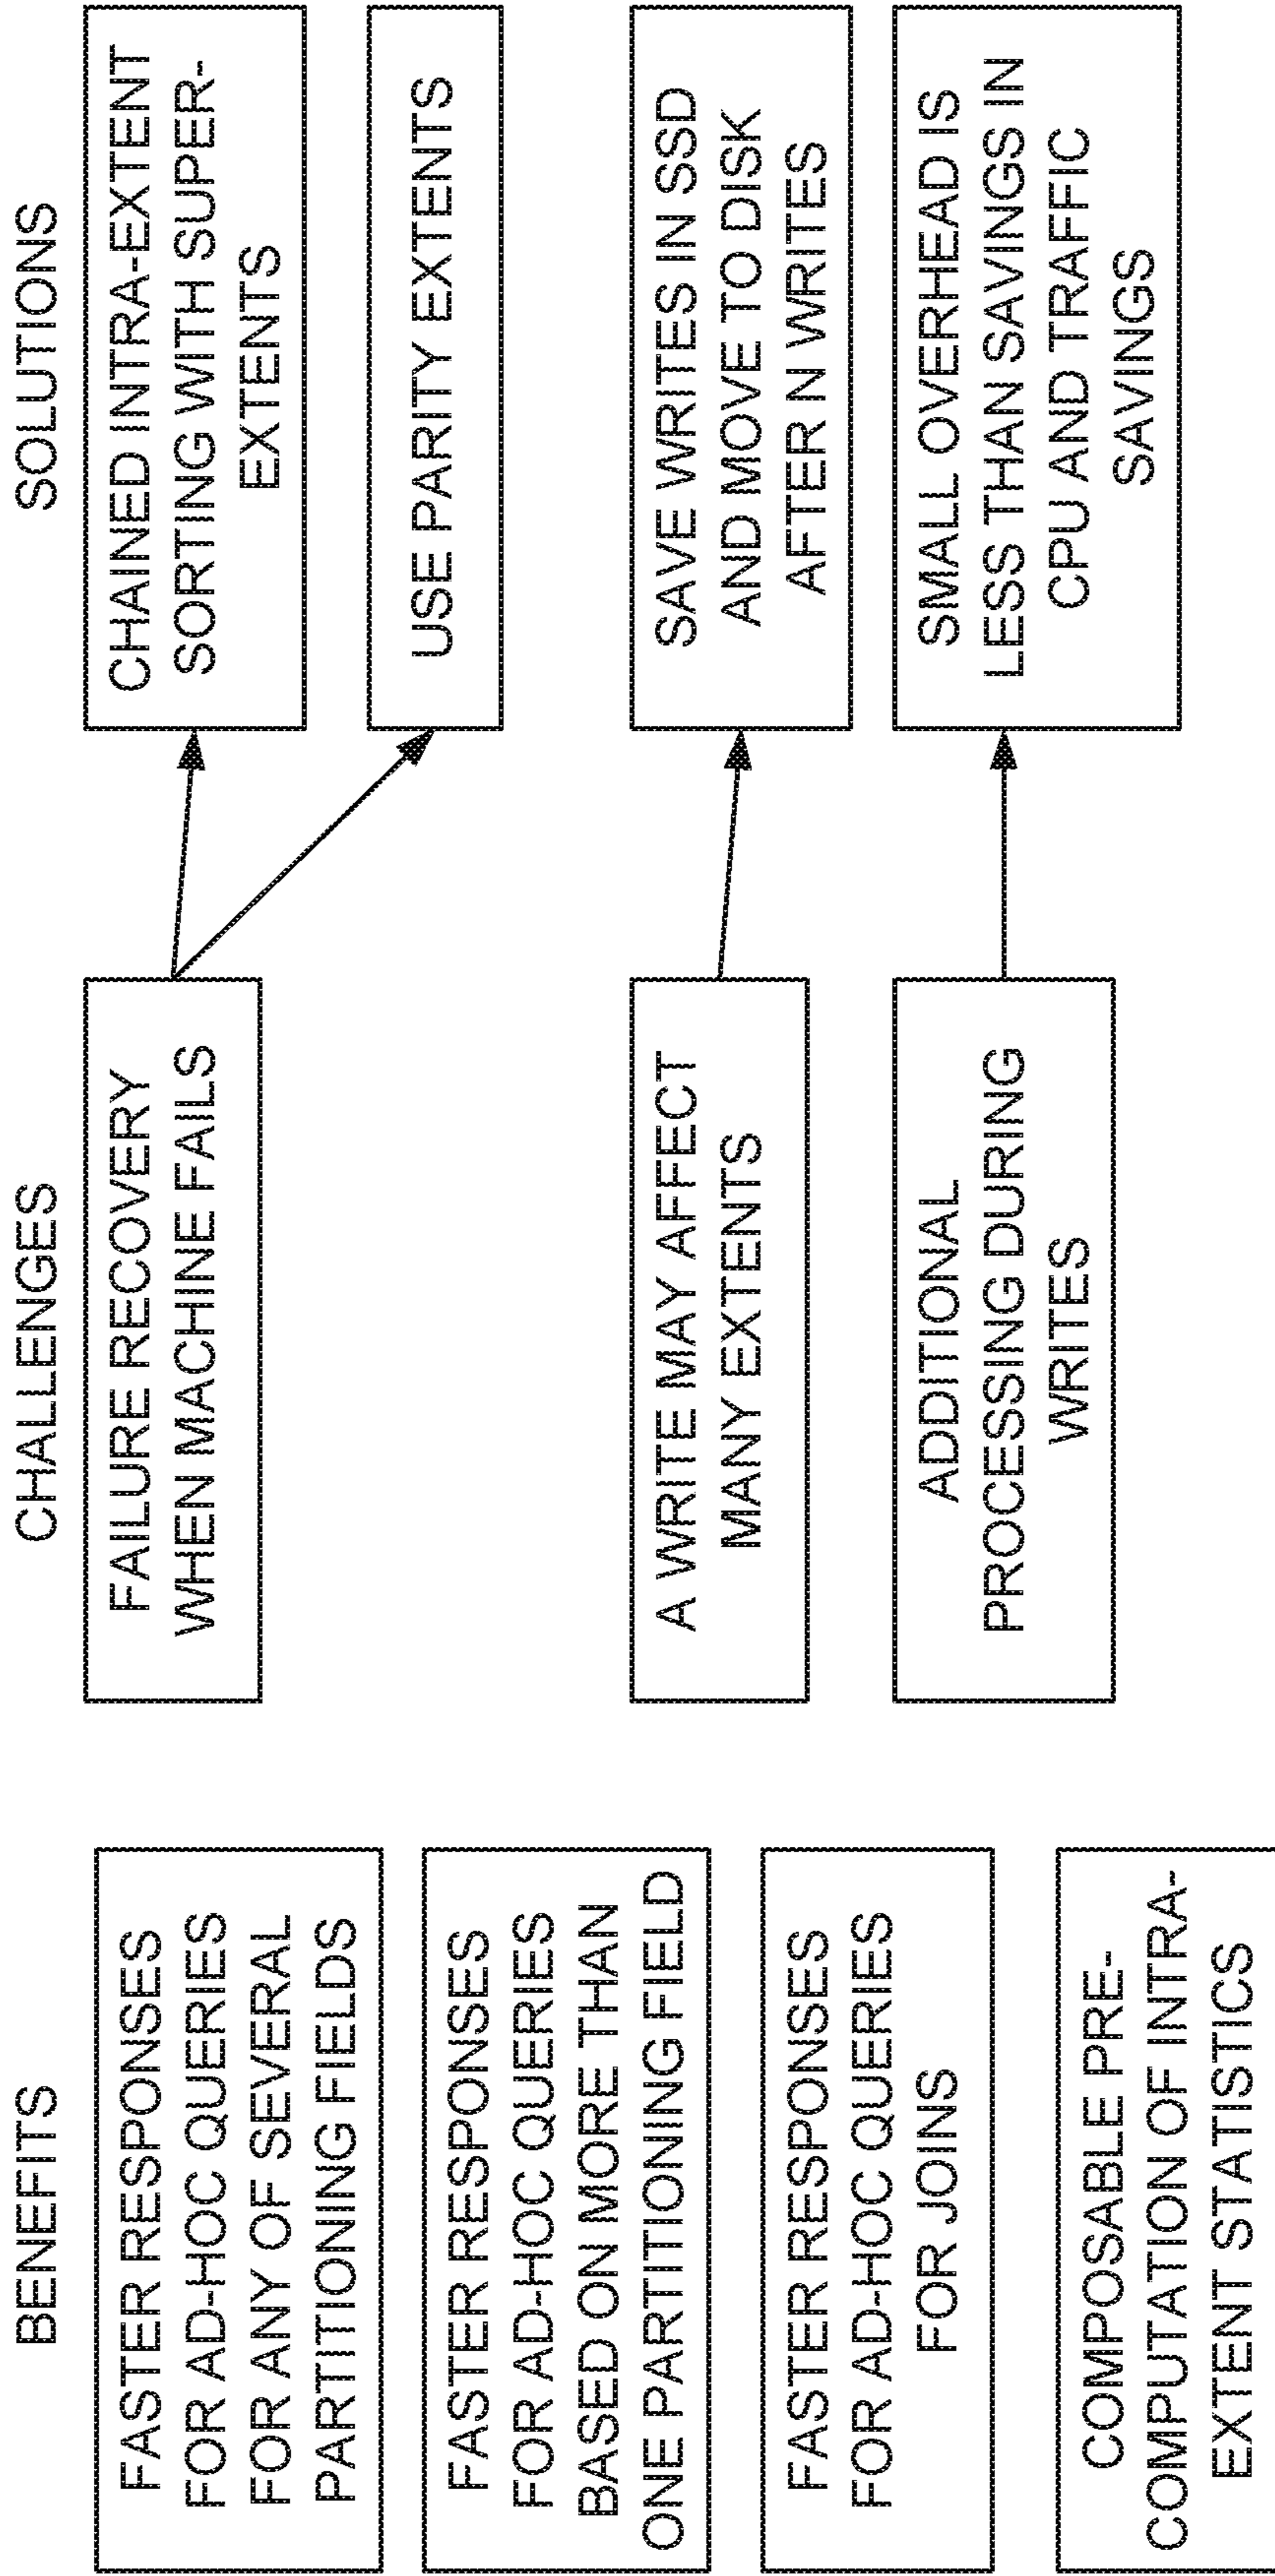 BENEFITS
FASTER RESPONSES
FOR AD-HOC QUERIES
FOR ANY OF SEVERAL
PARTITIONING FIELDS
FASTER RESPONSES
FOR AD-HOC QUERIES
BASED ON MORE THAN
ONE PARTITIONING FIELD
FASTER RESPONSES
FOR AD-HOC QUERIES
FOR JOINS
COMPOSABLE PRE-
COMPUTATION OF INTRA-
EXTENT STATISTICS
CHALLENGES
FAILURE RECOVERY
WHEN MACHINE FAILS
A WRITE MAY AFFECT
MANY EXTENTS
ADDITIONAL
PROCESSING DURING
WRITES
SOLUTIONS
CHAINED INTRA-EXTENT
SORTING WITH SUPER-
EXTENTS
USE PARITY EXTENTS
SAVE WRITES IN SSD
AND MOVE TO DISK
AFTER N WRITES
SMALL OVERHEAD IS
LESS THAN SAVINGS IN
CPU AND TRAFFIC
SAVINGS